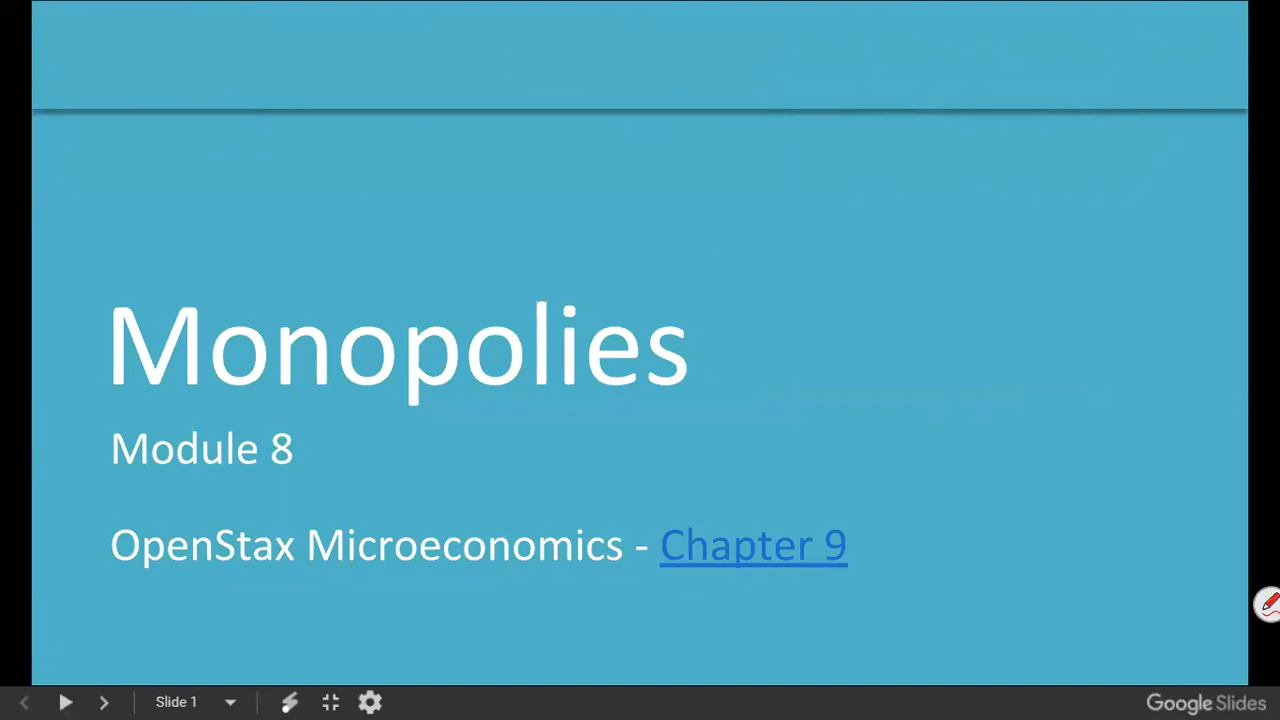 Monopolies
Module 8
OpenStax Microeconomics - Chapter 9
Slide 1
Google Slides